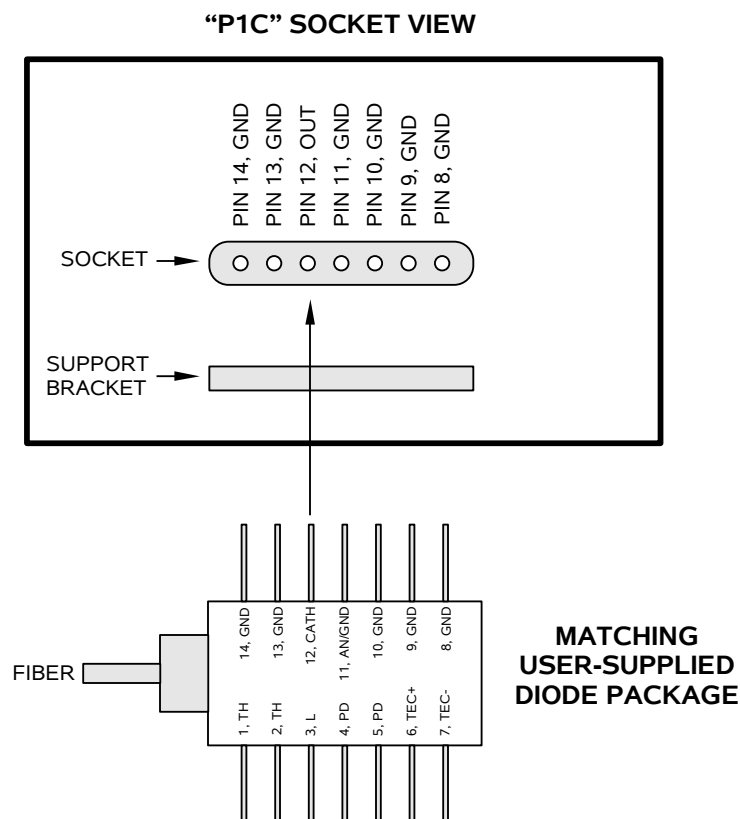 “P1C” SOCKET VIEW
PIN 14, GND
PIN 13, GND
PIN 12, OUT
PIN 11, GND
PIN 10, GND
PIN 9, GND
PIN 8, GND
SOCKET
SUPPORT
BRACKET
14, GND
13, GND
12, CATH
11, AN/GND
10, GND
9, GND
8, GND
FIBER
1, TH
2, TH
3, L
4, PD
5, PD
6, TEC+
7, TEC-
MATCHING
USER-SUPPLIED
DIODE PACKAGE